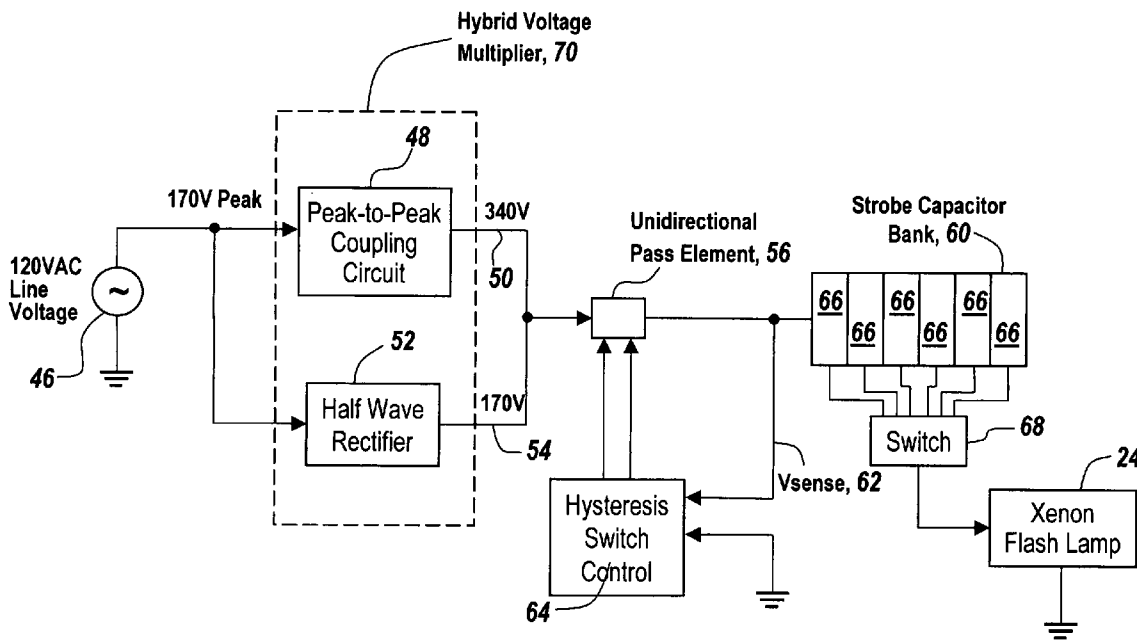 Hybrid Voltage
Multiplier, 70
48
170V Peak
Peak-to-Peak
Coupling
Circuit
340V
50
120VAC
Line
Voltage
~
46
52
Half Wave
Rectifier
170V
54
Unidirectional
Pass Element, 56
Strobe Capacitor
Bank, 60
66 66 66
66 66 66
Switch
68
Vsense, 62
Hysteresis
Switch
Control
64
24
Xenon
Flash Lamp